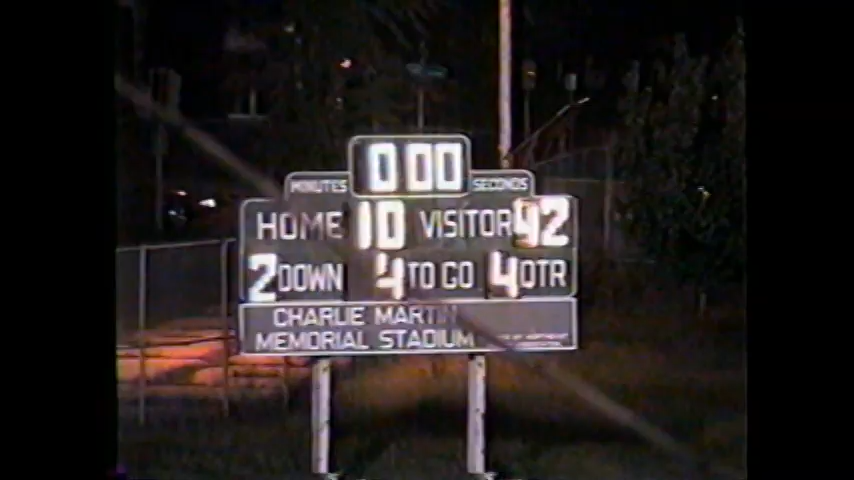 0 00
MINUTES SECONDS
HOME 10 VISITOR 42
2 DOWN 4 TO GO 4 QTR
CHARLIE MARTIN
MEMORIAL STADIUM